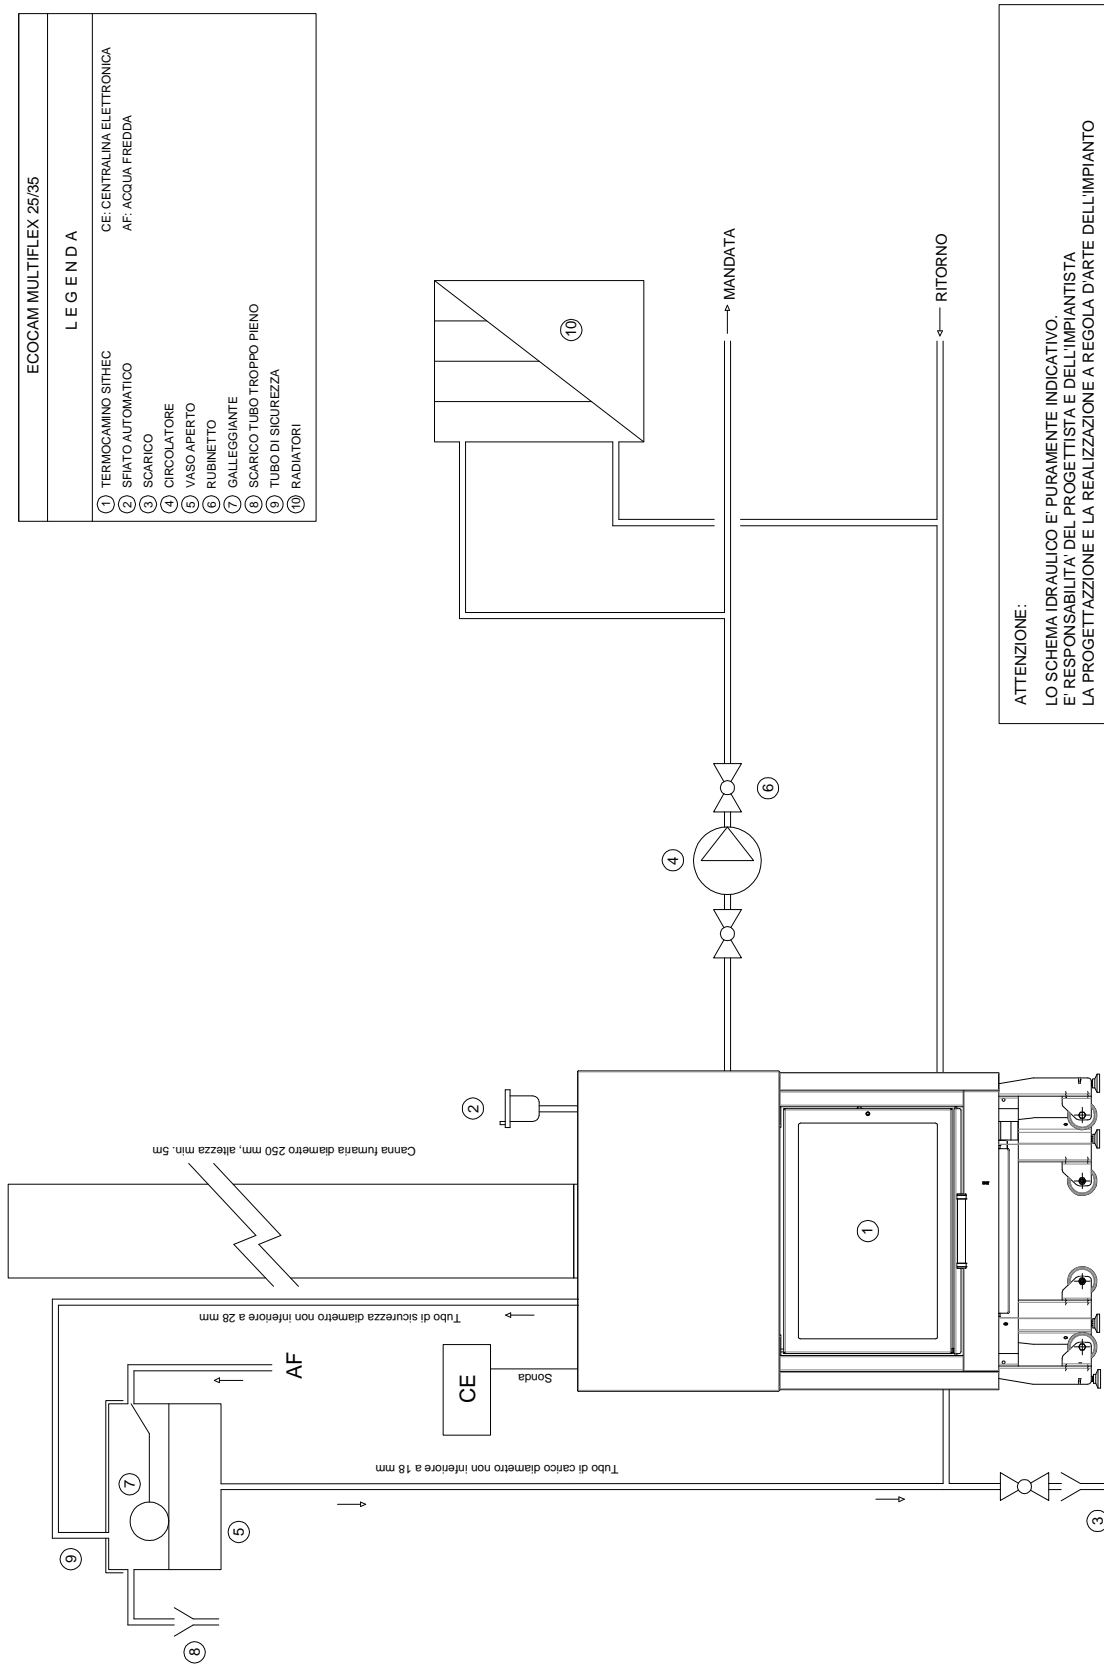 ECOCAM MULTIFLEX 25/35
L E G E N D A
1 TERMOCAMINO SITHEC
2 SFIATO AUTOMATICO
3 SCARICO
4 CIRCOLATORE
5 VASO APERTO
6 RUBINETTO
7 GALLEGGIANTE
8 SCARICO TUBO TROPPO PIENO
9 TUBO DI SICUREZZA
10 RADIATORI
CE: CENTRALINA ELETTRONICA
AF: ACQUA FREDDA
8
9
7
5
AF
CE
Sonda
Tubo di sicurezza diametro non inferiore a 28 mm
Tubo di carico diametro non inferiore a 18 mm
Canna fumaria diametro 250 mm, altezza min. 5m
2
1
3
4
6
10
MANDATA
RITORNO
ATTENZIONE:
LO SCHEMA IDRAULICO E' PURAMENTE INDICATIVO.
E' RESPONSABILITA' DEL PROGETTISTA E DELL'IMPIANTISTA
LA PROGETTAZZIONE E LA REALIZZAZIONE A REGOLA D'ARTE DELL'IMPIANTO